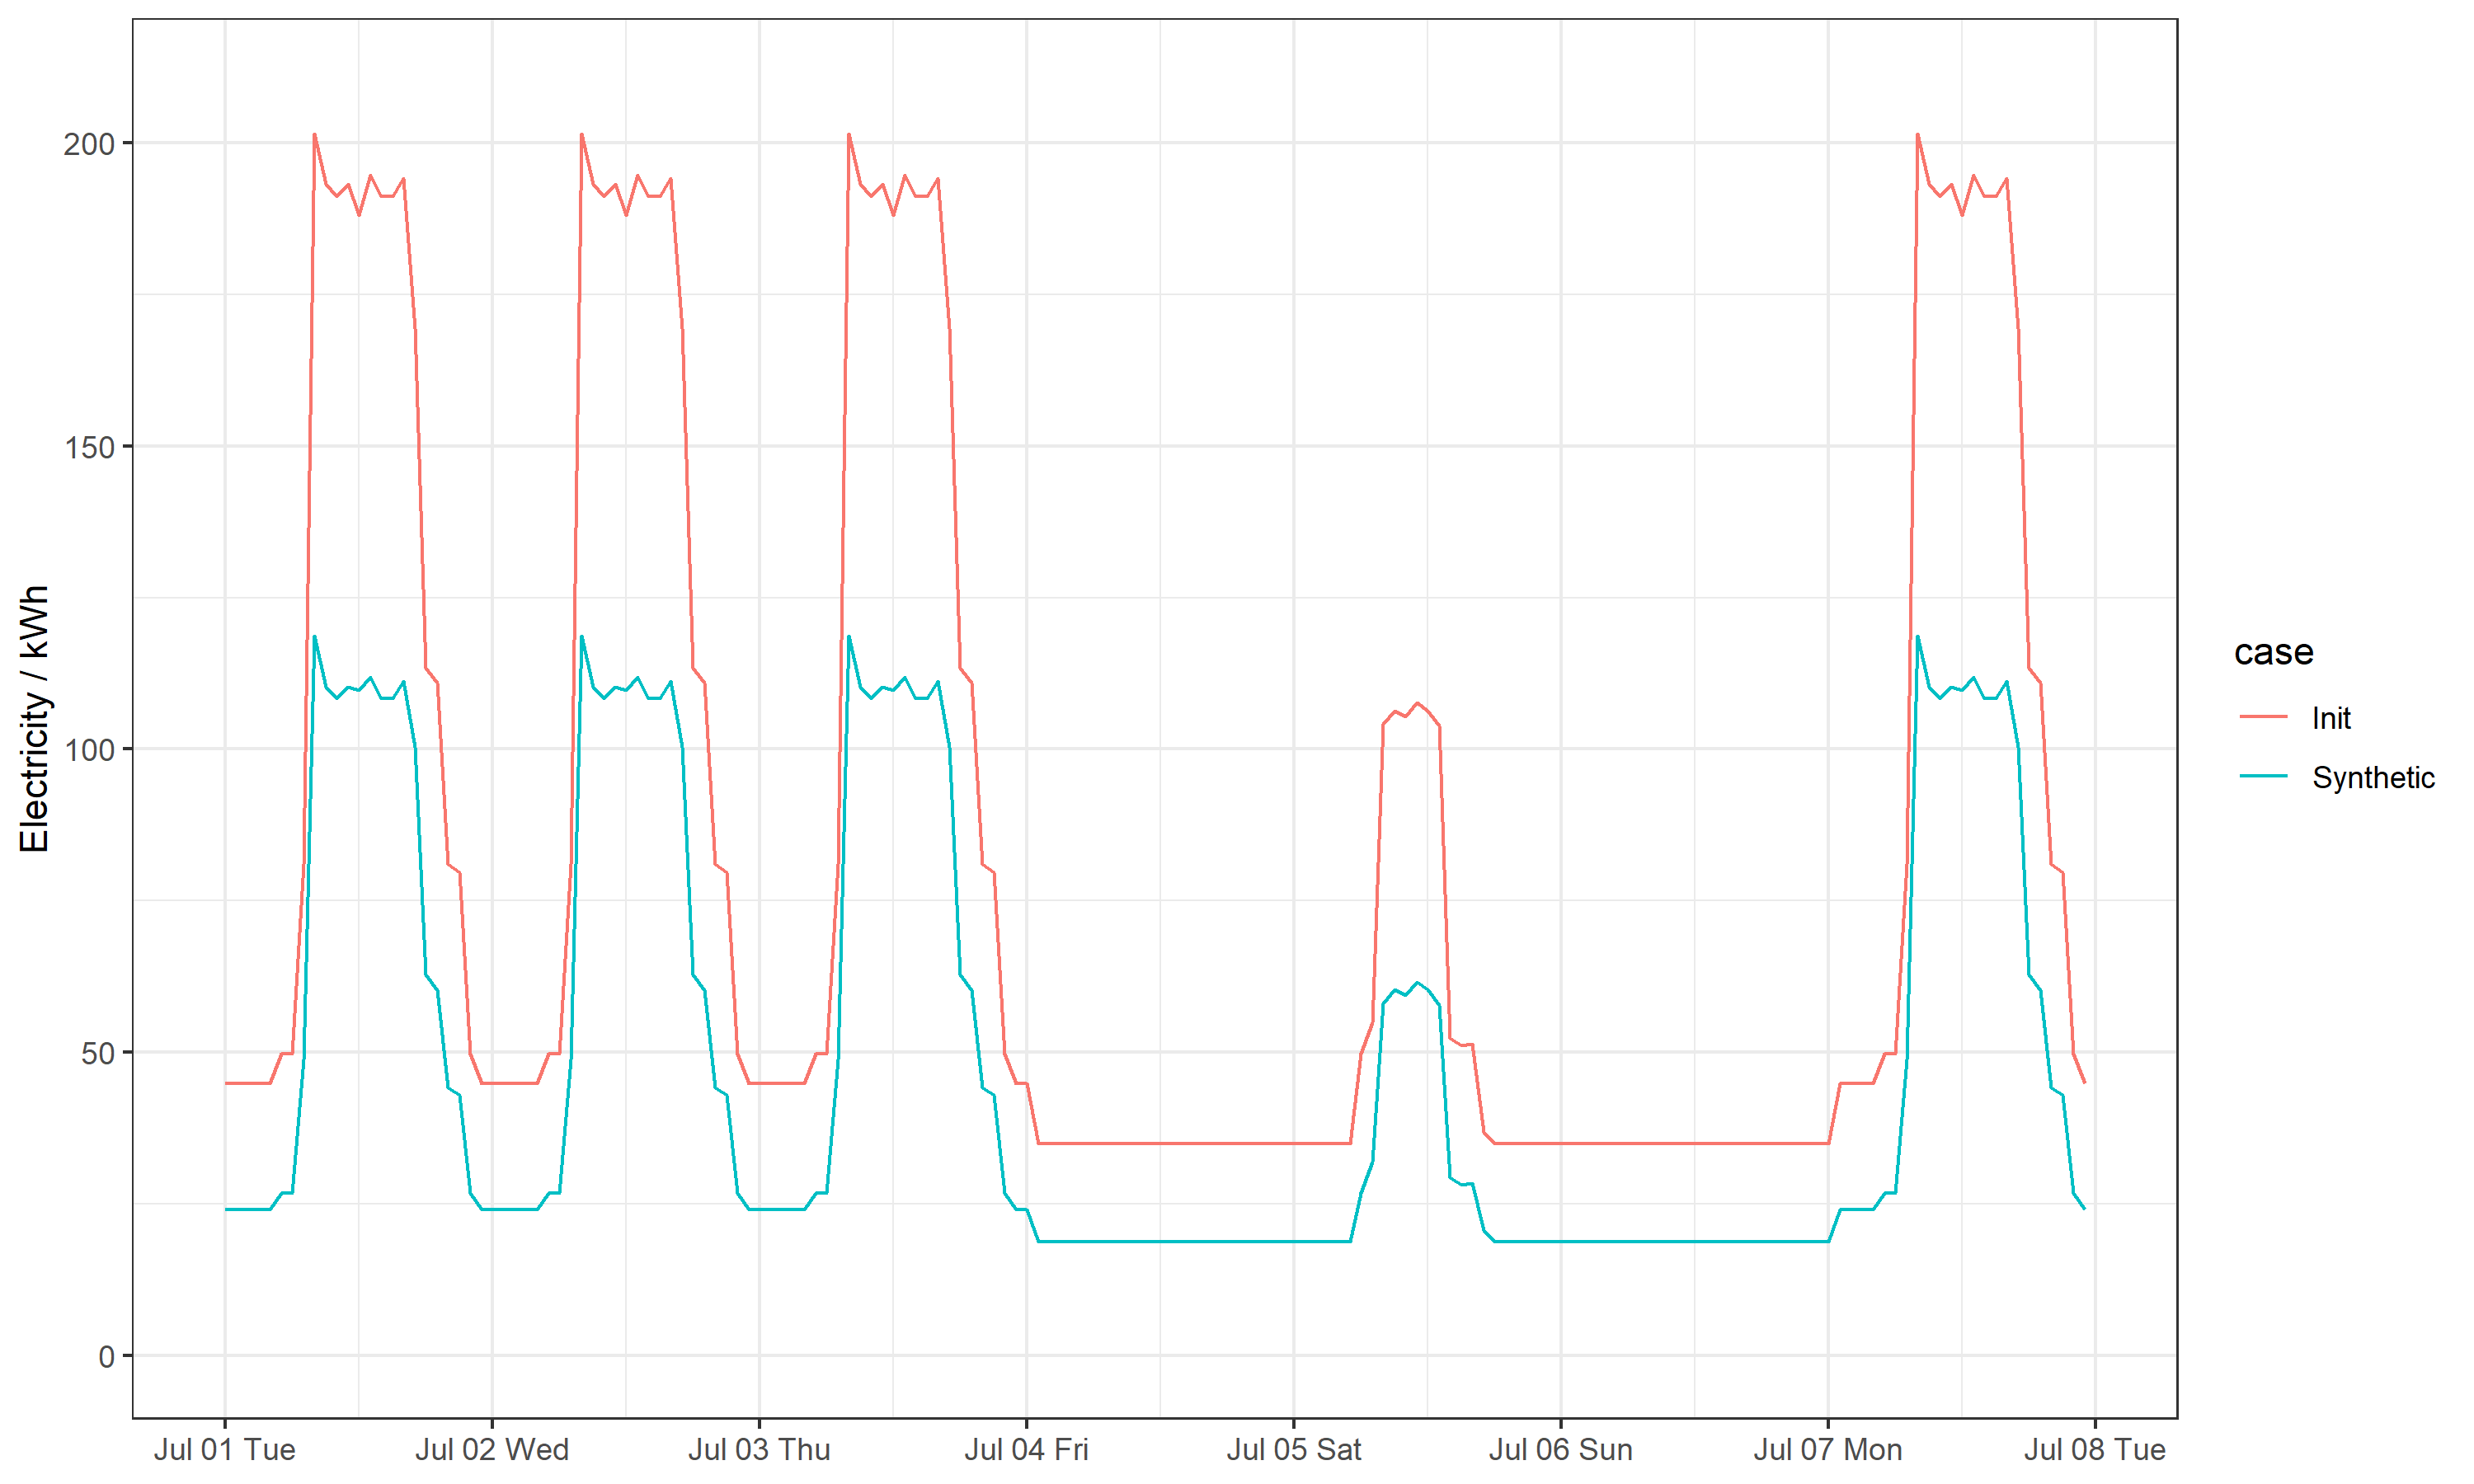 Electricity / kWh
200
150
100
50
0
Jul 01 Tue
Jul 02 Wed
Jul 03 Thu
Jul 04 Fri
Jul 05 Sat
Jul 06 Sun
Jul 07 Mon
Jul 08 Tue
case
Init
Synthetic